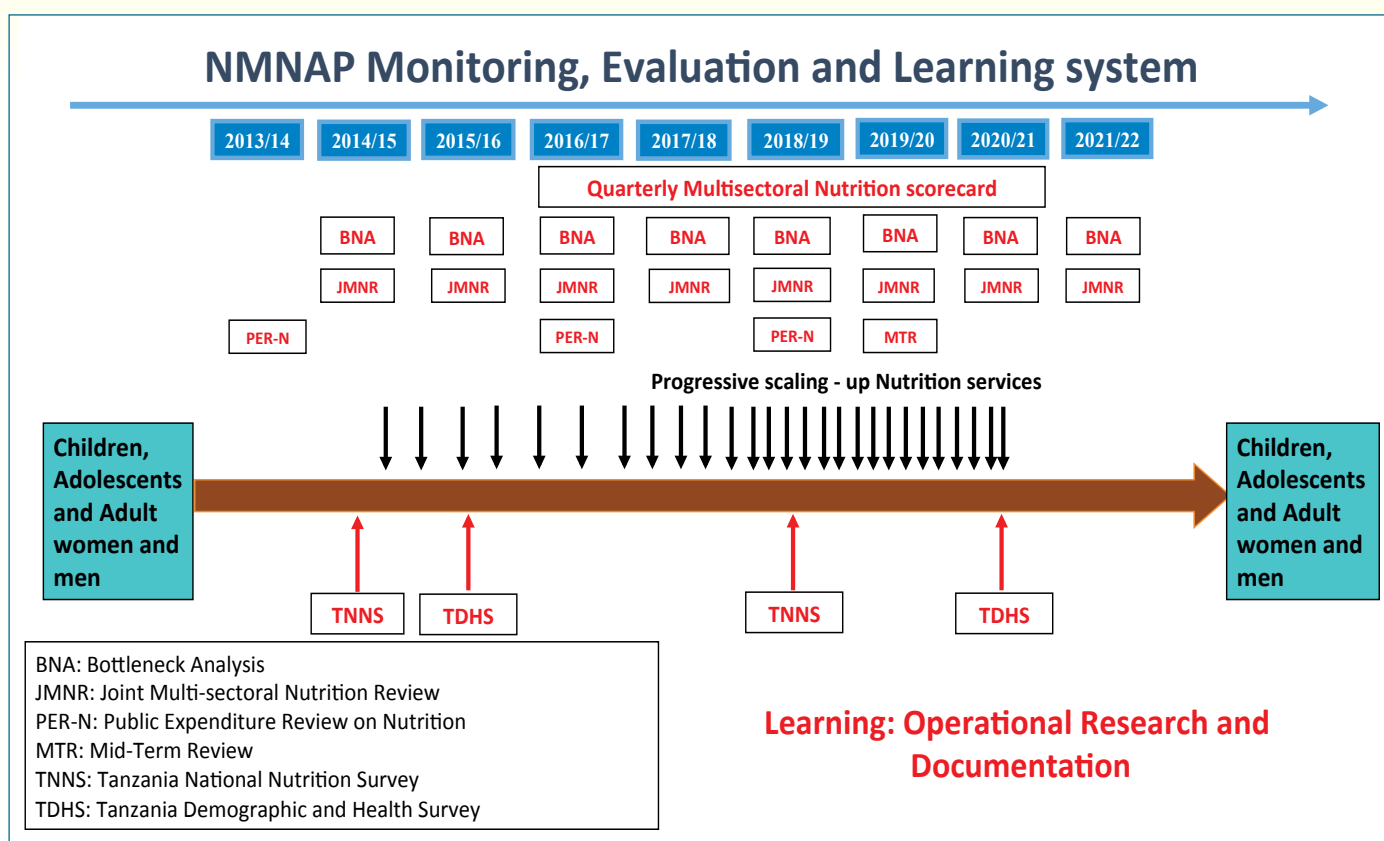 NMNAP Monitoring, Evaluation and Learning system
2013/14 2014/15 2015/16 2016/17 2017/18 2018/19 2019/20 2020/21 2021/22
Quarterly Multisectoral Nutrition scorecard
BNA BNA BNA BNA BNA BNA BNA BNA
JMNR JMNR JMNR JMNR JMNR JMNR JMNR JMNR
PER-N PER-N PER-N MTR
Progressive scaling - up Nutrition services
Children,
Adolescents
and Adult
women and
men
Children,
Adolescents
and Adult
women and
men
TNNS TDHS TNNS TDHS
BNA: Bottleneck Analysis
JMNR: Joint Multi-sectoral Nutrition Review
PER-N: Public Expenditure Review on Nutrition
MTR: Mid-Term Review
TNNS: Tanzania National Nutrition Survey
TDHS: Tanzania Demographic and Health Survey
Learning: Operational Research and
Documentation